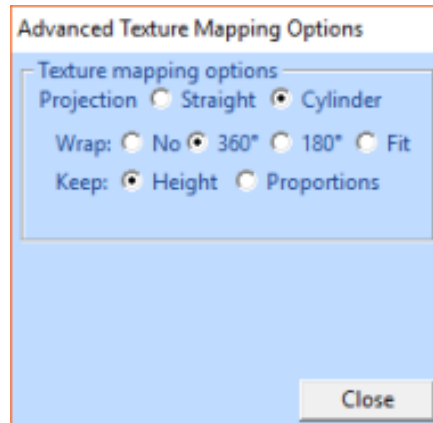 Advanced Texture Mapping Options
Texture mapping options
Projection Straight Cylinder
Wrap: No 360° 180° Fit
Keep: Height Proportions
Close